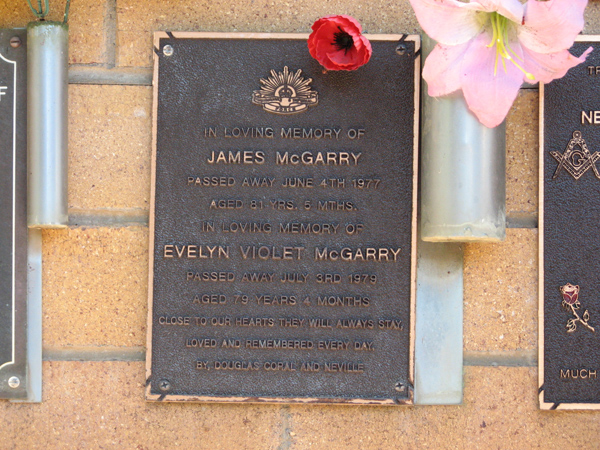 F
IN LOVING MEMORY OF
JAMES McGARRY
PASSED AWAY JUNE 4TH 1977
AGED 81 YRS. 5 MTHS.
IN LOVING MEMORY OF
EVELYN VIOLET McGARRY
PASSED AWAY JULY 3RD 1979
AGED 79 YEARS 4 MONTHS
CLOSE TO OUR HEARTS THEY WILL ALWAYS STAY,
LOVED AND REMEMBERED EVERY DAY.
BY, DOUGLAS, CORAL AND NEVILLE.
NE
MUCH